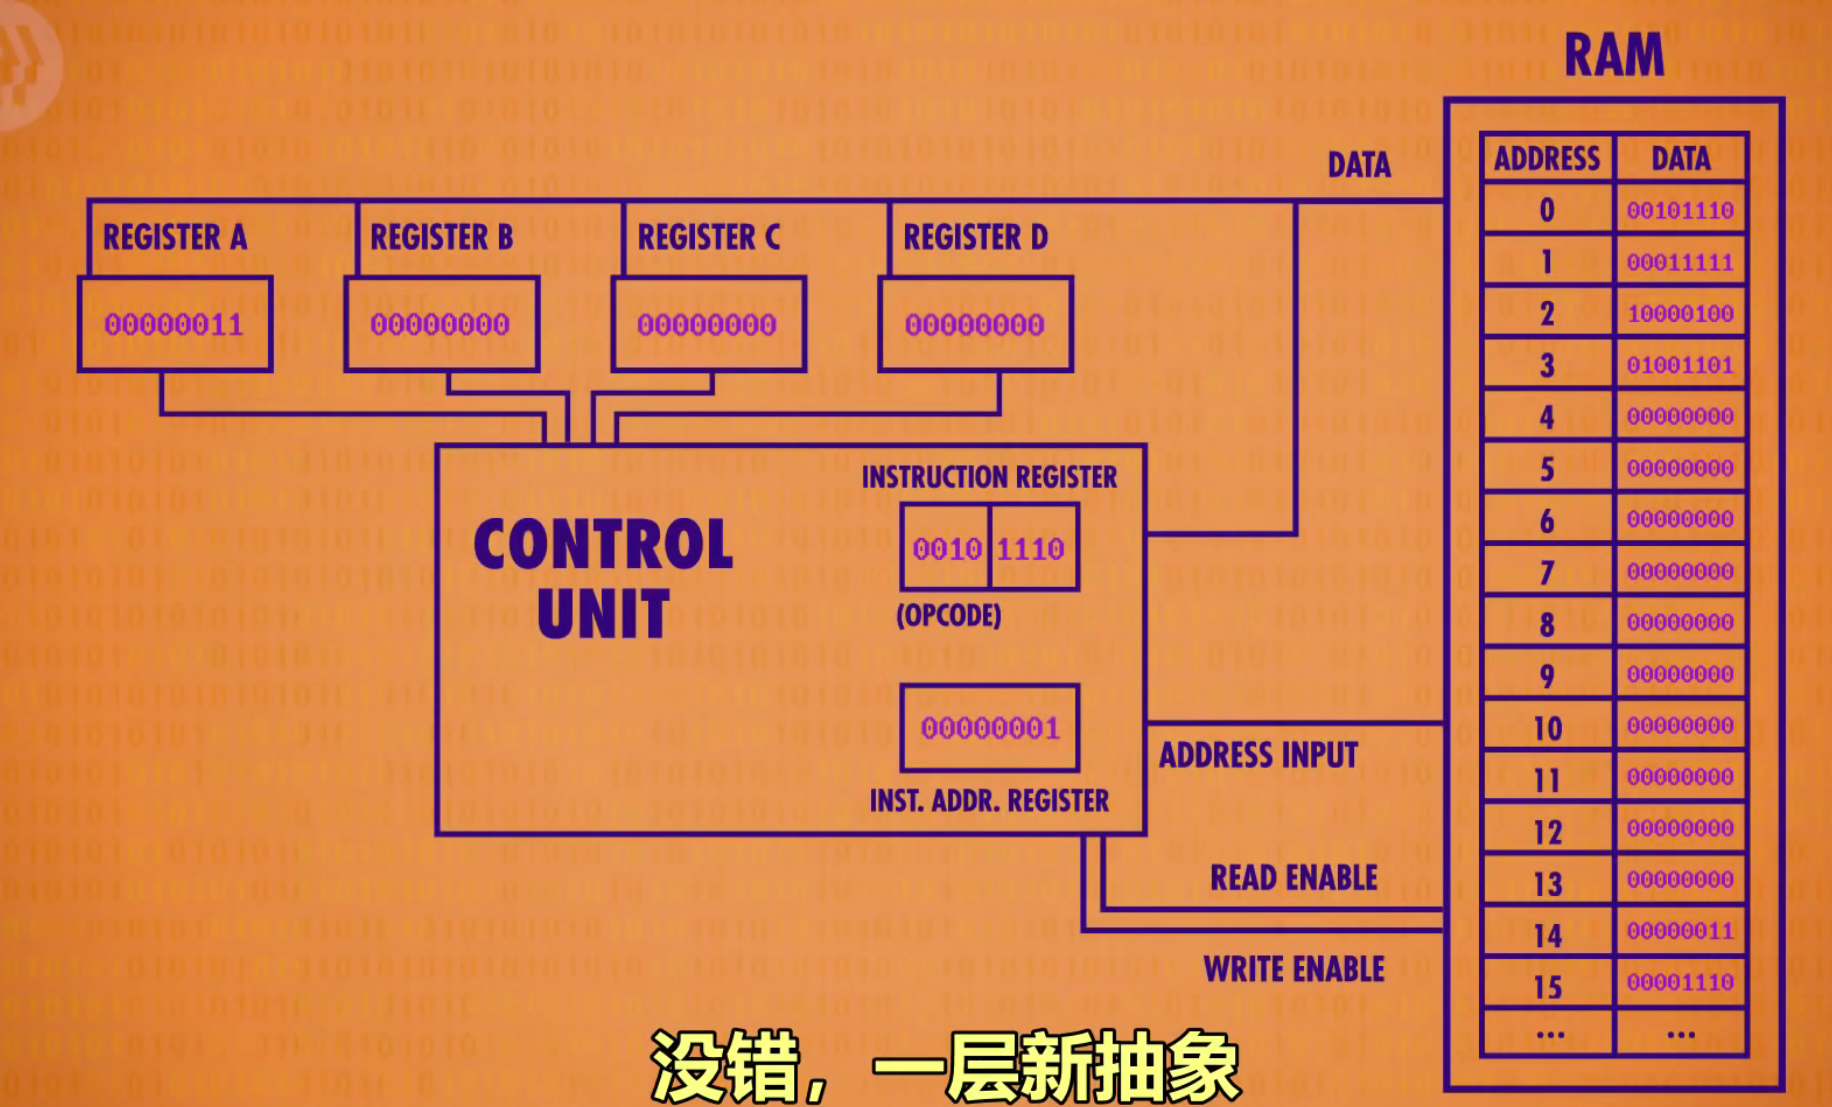 RAM
DATA
ADDRESS DATA
0 00101110
1 00011111
2 10000100
3 01001101
4 00000000
5 00000000
6 00000000
7 00000000
8 00000000
9 00000000
10 00000000
11 00000000
12 00000000
13 00000000
14 00000011
15 00001110
... ...
REGISTER A REGISTER B REGISTER C REGISTER D
00000011 00000000 00000000 00000000
CONTROL
UNIT
INSTRUCTION REGISTER
0010 1110
(OPCODE)
00000001
INST. ADDR. REGISTER
ADDRESS INPUT
READ ENABLE
WRITE ENABLE
没错，一层新抽象